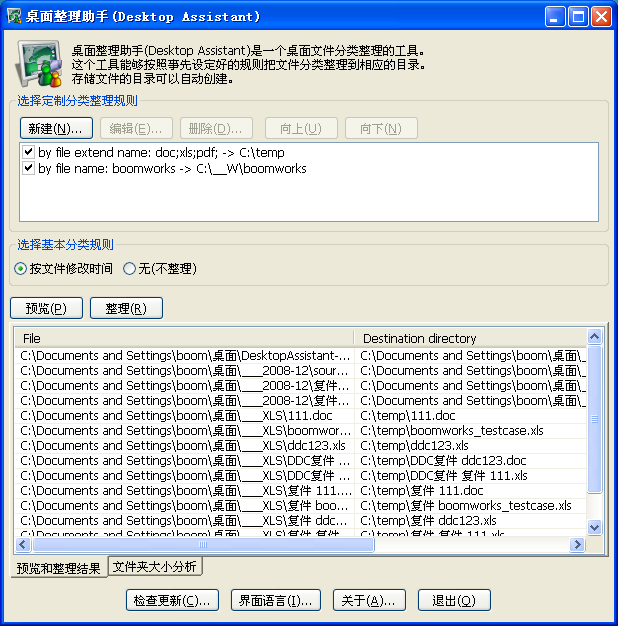 桌面整理助手(Desktop Assistant)
桌面整理助手(Desktop Assistant)是一个桌面文件分类整理的工具。
这个工具能够按照事先设定好的规则把文件分类整理到相应的目录。
存储文件的目录可以自动创建。
选择定制分类整理规则
新建(N)... 编辑(E)... 删除(D)... 向上(U) 向下(N)
by file extend name: doc;xls;pdf; -> C:\temp
by file name: boomworks -> C:\__W\boomworks
选择基本分类规则
按文件修改时间 无(不整理)
预览(P) 整理(R)
File Destination directory
C:\Documents and Settings\boom\桌面\DesktopAssistant-... C:\Documents and Settings\boom\桌面\_
C:\Documents and Settings\boom\桌面\___2008-12\sour... C:\Documents and Settings\boom\桌面\_
C:\Documents and Settings\boom\桌面\___2008-12\复件... C:\Documents and Settings\boom\桌面\_
C:\Documents and Settings\boom\桌面\___2008-12\复件... C:\Documents and Settings\boom\桌面\_
C:\Documents and Settings\boom\桌面\___XLS\111.doc C:\temp\111.doc
C:\Documents and Settings\boom\桌面\___XLS\boomwor... C:\temp\boomworks_testcase.xls
C:\Documents and Settings\boom\桌面\___XLS\ddc123.xls C:\temp\ddc123.xls
C:\Documents and Settings\boom\桌面\___XLS\DDC复件 ... C:\temp\DDC复件 ddc123.doc
C:\Documents and Settings\boom\桌面\___XLS\DDC复件 ... C:\temp\DDC复件 复件 111.xls
C:\Documents and Settings\boom\桌面\___XLS\复件 111.... C:\temp\复件 111.doc
C:\Documents and Settings\boom\桌面\___XLS\复件 boo... C:\temp\复件 boomworks_testcase.xls
C:\Documents and Settings\boom\桌面\___XLS\复件 ddc... C:\temp\复件 ddc123.xls
C:\Documents and Settings\boom\桌面\___XLS\复件 复件 ... C:\temp\复件 复件 111.xls
预览和整理结果 文件夹大小分析
检查更新(C)... 界面语言(I)... 关于(A)... 退出(Q)